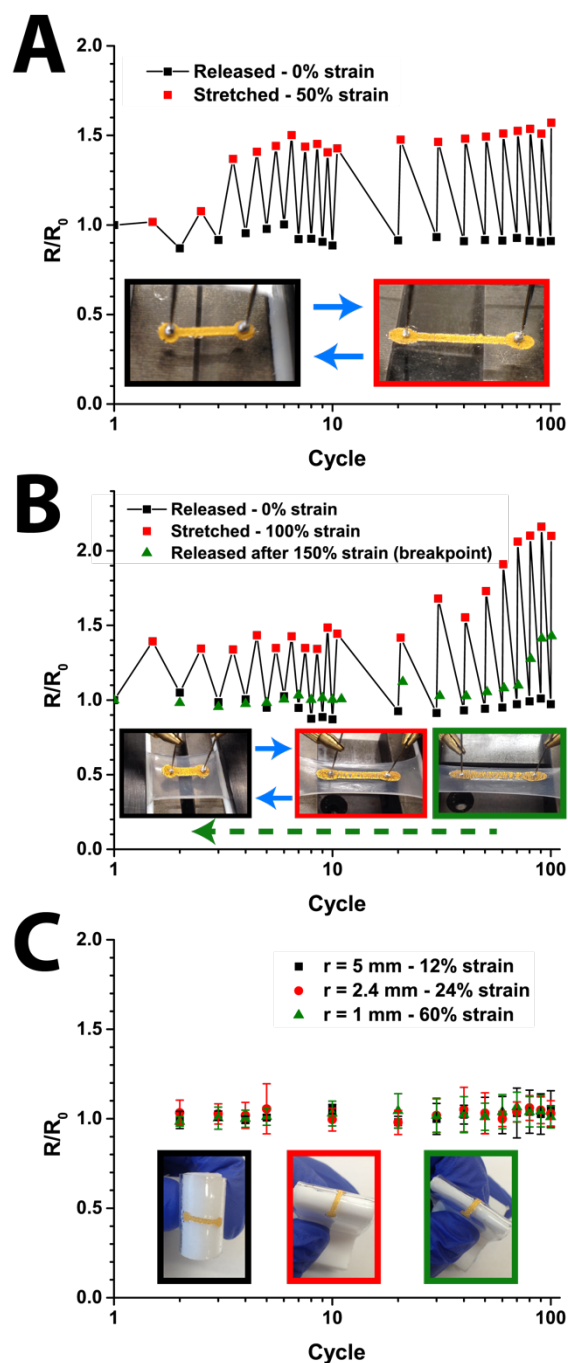 A
2.0
Released - 0% strain
Stretched - 50% strain
1.5
1.0
R/R0
0.5
0.0
1
10
100
Cycle
B
Released - 0% strain
Stretched - 100% strain
Released after 150% strain (breakpoint)
2.0
1.5
R/R0
1.0
0.5
0.0
1
10
100
Cycle
C
2.0
r = 5 mm - 12% strain
r = 2.4 mm - 24% strain
r = 1 mm - 60% strain
1.5
R/R0
1.0
0.5
0.0
1
10
100
Cycle